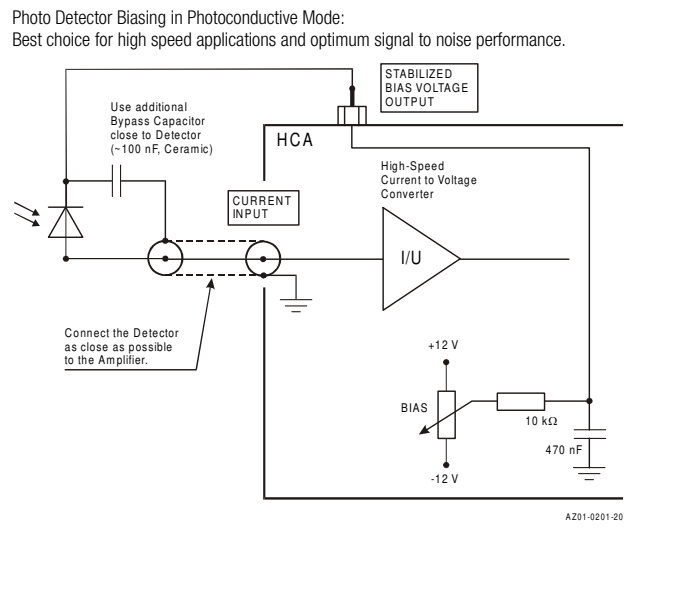 Photo Detector Biasing in Photoconductive Mode:
Best choice for high speed applications and optimum signal to noise performance.
STABILIZED
BIAS VOLTAGE
OUTPUT
Use additional
Bypass Capacitor
close to Detector
(~100 nF, Ceramic)
HCA
High-Speed
Current to Voltage
Converter
CURRENT
INPUT
I/U
Connect the Detector
as close as possible
to the Amplifier.
+12 V
BIAS
10 kΩ
470 nF
-12 V
AZ01-0201-20